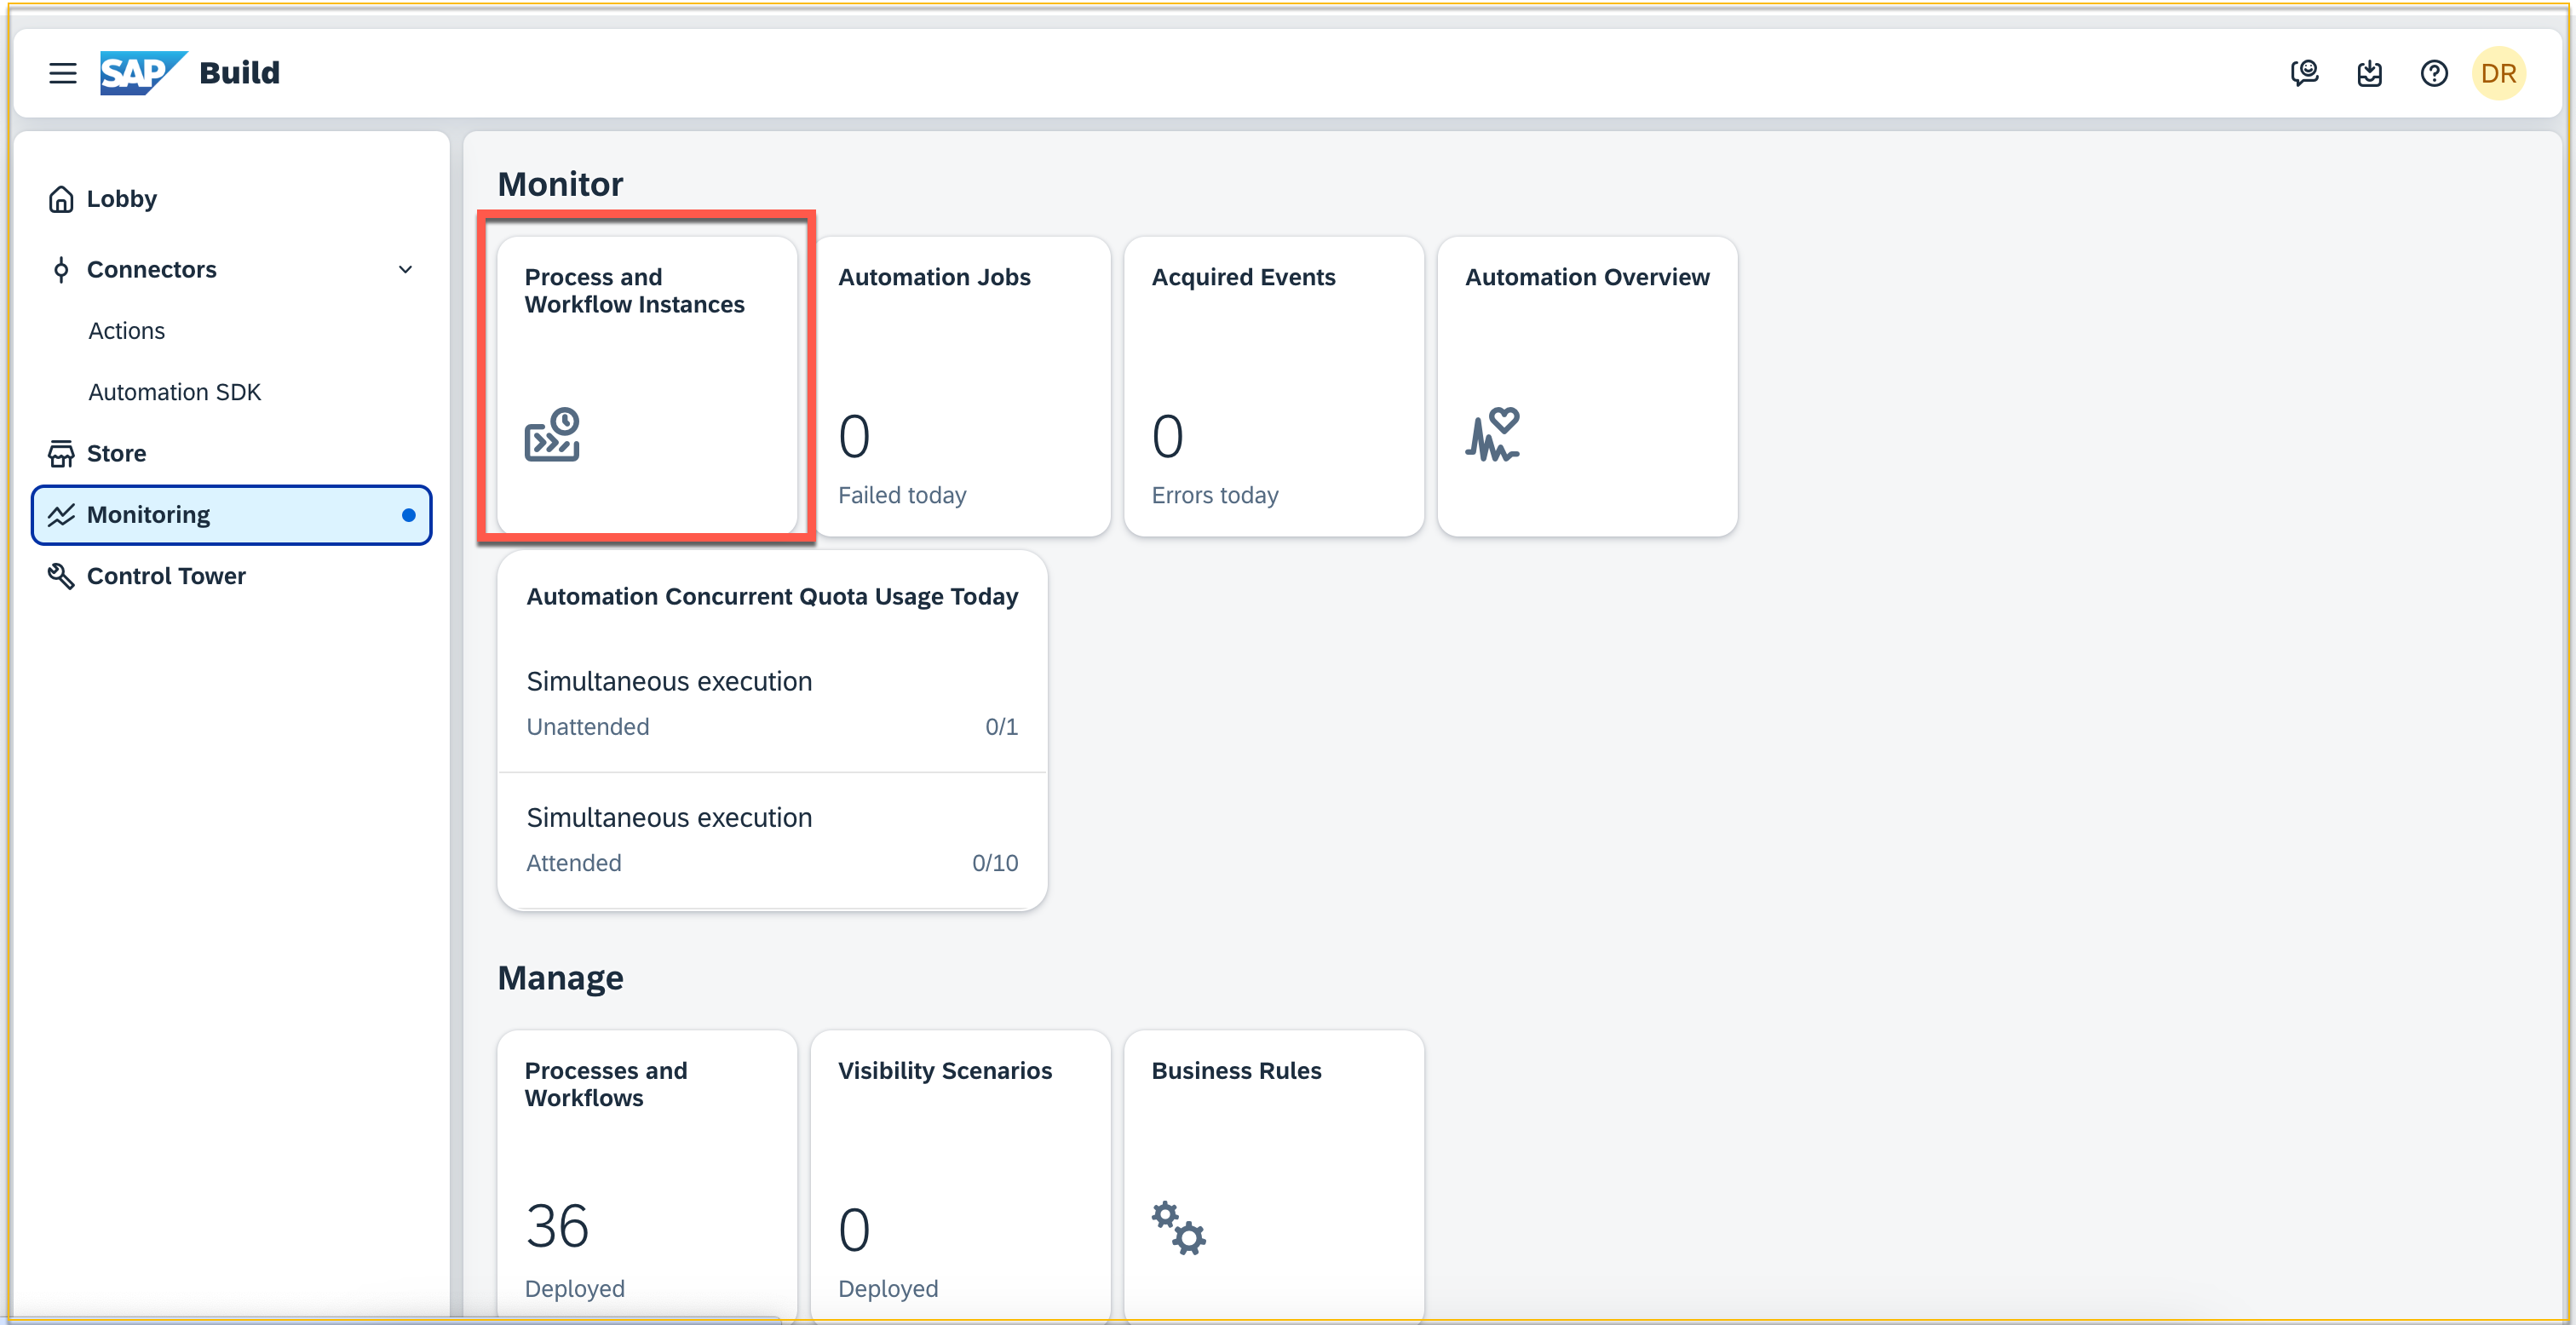 SAP Build
DR
Lobby
Connectors
Actions
Automation SDK
Store
Monitoring
Control Tower
Monitor
Process and
Workflow Instances
Automation Jobs
0
Failed today
Acquired Events
0
Errors today
Automation Overview
Automation Concurrent Quota Usage Today
Simultaneous execution
Unattended 0/1
Simultaneous execution
Attended 0/10
Manage
Processes and
Workflows
36
Deployed
Visibility Scenarios
0
Deployed
Business Rules